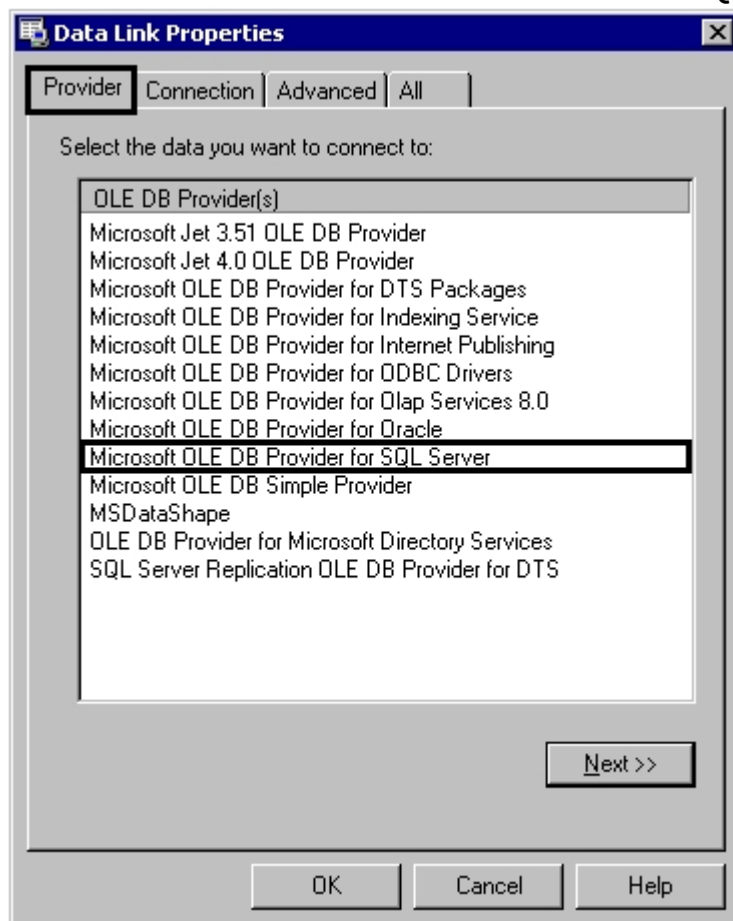 Data Link Properties
Provider Connection Advanced All
Select the data you want to connect to:
OLE DB Provider(s)
Microsoft Jet 3.51 OLE DB Provider
Microsoft Jet 4.0 OLE DB Provider
Microsoft OLE DB Provider for DTS Packages
Microsoft OLE DB Provider for Indexing Service
Microsoft OLE DB Provider for Internet Publishing
Microsoft OLE DB Provider for ODBC Drivers
Microsoft OLE DB Provider for Olap Services 8.0
Microsoft OLE DB Provider for Oracle
Microsoft OLE DB Provider for SQL Server
Microsoft OLE DB Simple Provider
MSDataShape
OLE DB Provider for Microsoft Directory Services
SQL Server Replication OLE DB Provider for DTS
Next >>
OK Cancel Help